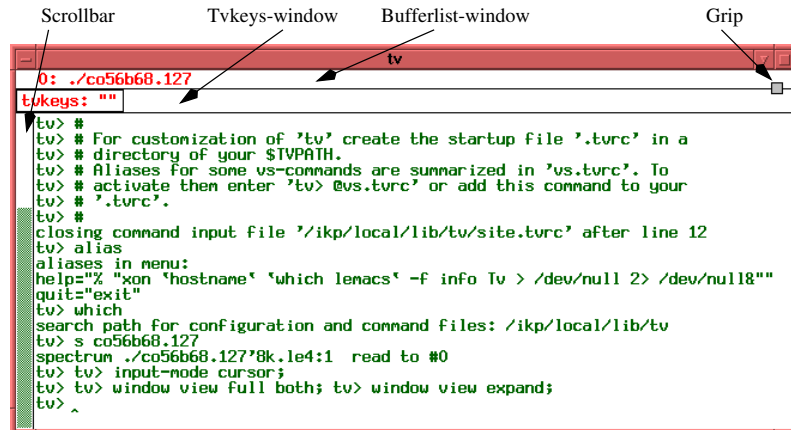 Scrollbar Tvkeys-window Bufferlist-window Grip
tv
0: ./co56b68.127
tvkeys: ""
tv> #
tv> # For customization of 'tv' create the startup file '.tvrc' in a
tv> # directory of your $TVPATH.
tv> # Aliases for some vs-commands are summarized in 'vs.tvrc'. To
tv> # activate them enter 'tv> @vs.tvrc' or add this command to your
tv> # '.tvrc'.
tv> #
closing command input file '/ikp/local/lib/tv/site.tvrc' after line 12
tv> alias
aliases in menu:
help="% "xon `hostname` `which lemacs` -f info Tv > /dev/null 2> /dev/null&""
quit="exit"
tv> which
search path for configuration and command files: /ikp/local/lib/tv
tv> s co56b68.127
spectrum ./co56b68.127'8k.le4:1  read to #0
tv> tv> input-mode cursor;
tv> tv> window view full both; tv> window view expand;
tv> ^